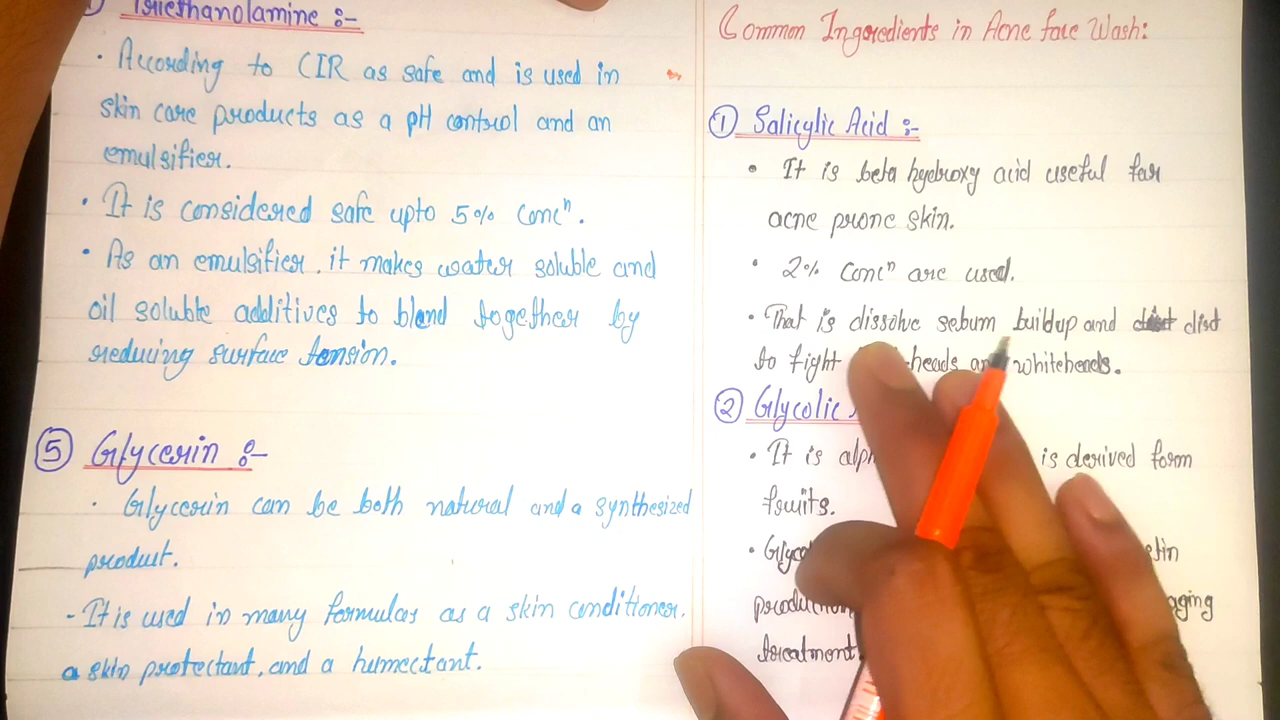 Triethanolamine :-
· According to CIR as safe and is used in
skin care products as a pH control and an
emulsifier.
· It is considered safe upto 5% Concⁿ.
· As an emulsifier, it makes water soluble and
oil soluble additives to blend together by
reducing surface tension.
5 Glycerin :-
· Glycerin can be both natural and a synthesized
product.
- It is used in many formulas as a skin conditioner,
a skin protectant, and a humectant.
Common Ingredients in Acne face Wash:
1 Salicylic Acid :-
· It is beta hydroxy acid useful for
acne prone skin.
· 2% Concⁿ are used.
· That is dissolve sebum buildup and dist
to fight heads whiteheads.
2 Glycolic
· It is is derived form
fruits.
·
aging
treatment.